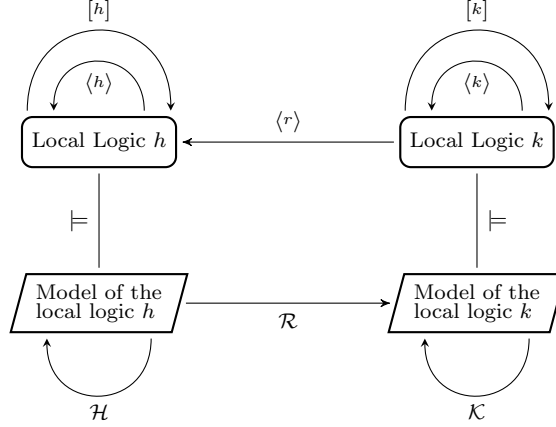 [h] [k]
⟨h⟩ ⟨k⟩
Local Logic h ⟨r⟩ Local Logic k
⊨ ⊨
Model of the
local logic h
Model of the
local logic k
ℛ
ℋ 𝒦